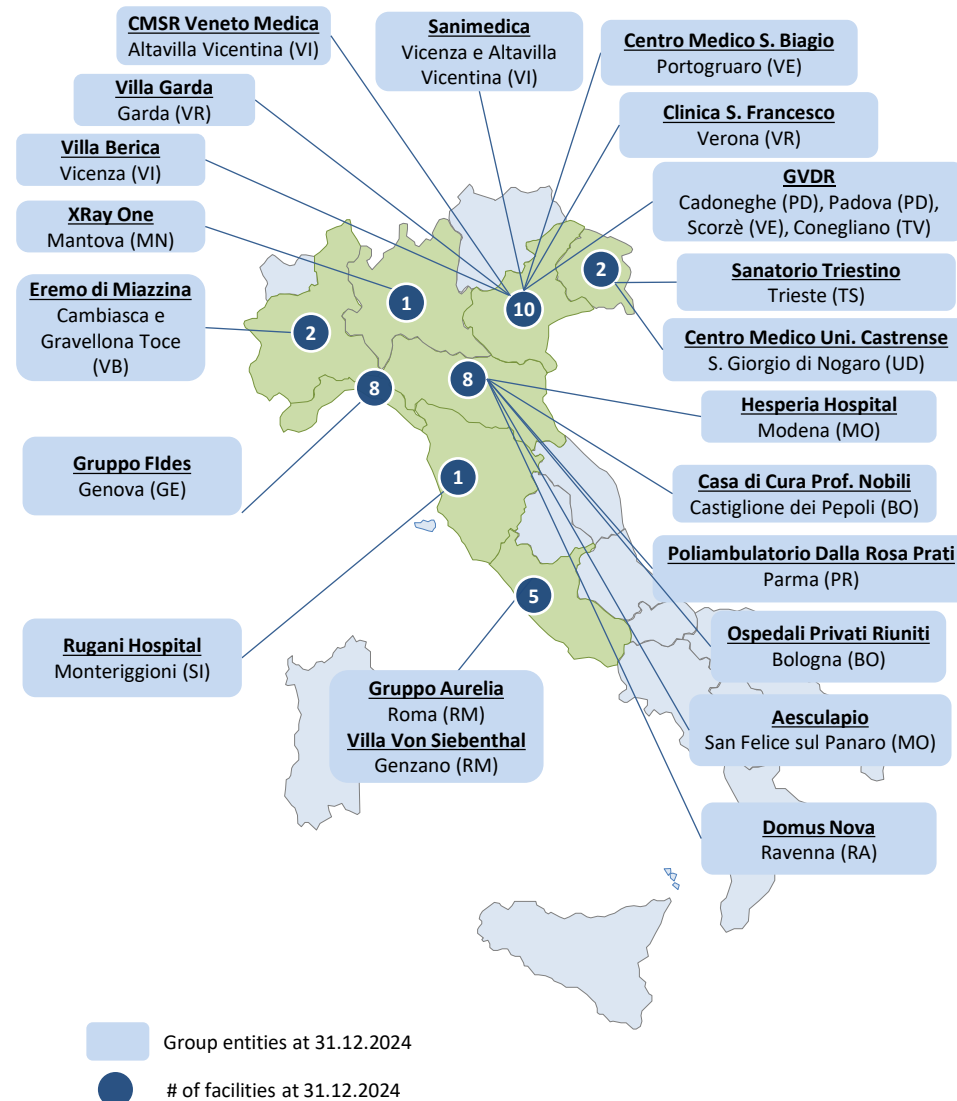 CMSR Veneto Medica
Altavilla Vicentina (VI)
Sanimedica
Vicenza e Altavilla
Vicentina (VI)
Centro Medico S. Biagio
Portogruaro (VE)
Villa Garda
Garda (VR)
Clinica S. Francesco
Verona (VR)
Villa Berica
Vicenza (VI)
GVDR
Cadoneghe (PD), Padova (PD),
Scorzè (VE), Conegliano (TV)
XRay One
Mantova (MN)
Sanatorio Triestino
Trieste (TS)
Eremo di Miazzina
Cambiasca e
Gravellona Toce
(VB)
Centro Medico Uni. Castrense
S. Giorgio di Nogaro (UD)
2
1
10
2
8
8
1
5
Hesperia Hospital
Modena (MO)
Gruppo FIdes
Genova (GE)
Casa di Cura Prof. Nobili
Castiglione dei Pepoli (BO)
Poliambulatorio Dalla Rosa Prati
Parma (PR)
Rugani Hospital
Monteriggioni (SI)
Ospedali Privati Riuniti
Bologna (BO)
Gruppo Aurelia
Roma (RM)
Villa Von Siebenthal
Genzano (RM)
Aesculapio
San Felice sul Panaro (MO)
Domus Nova
Ravenna (RA)
Group entities at 31.12.2024
# of facilities at 31.12.2024